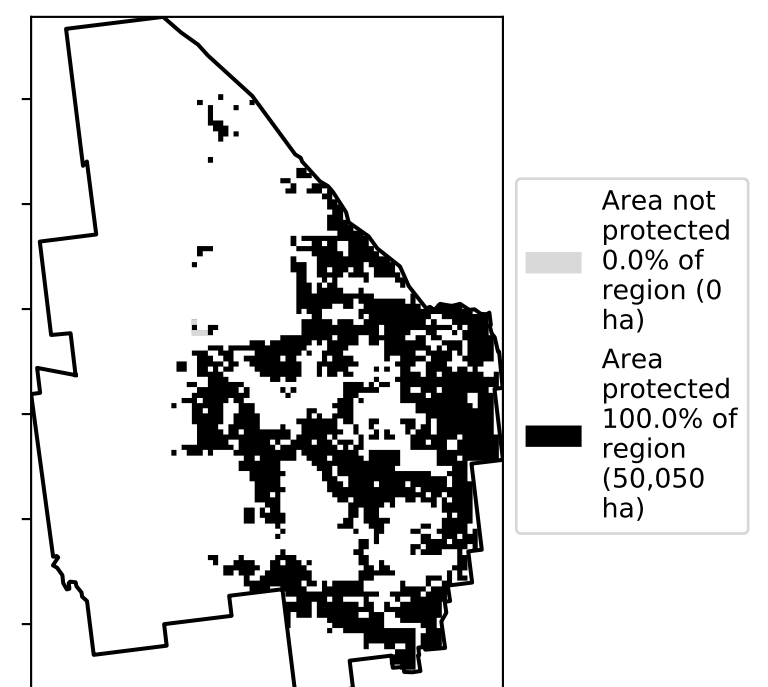 Area not
protected
0.0% of
region (0
ha)
Area
protected
100.0% of
region
(50,050
ha)